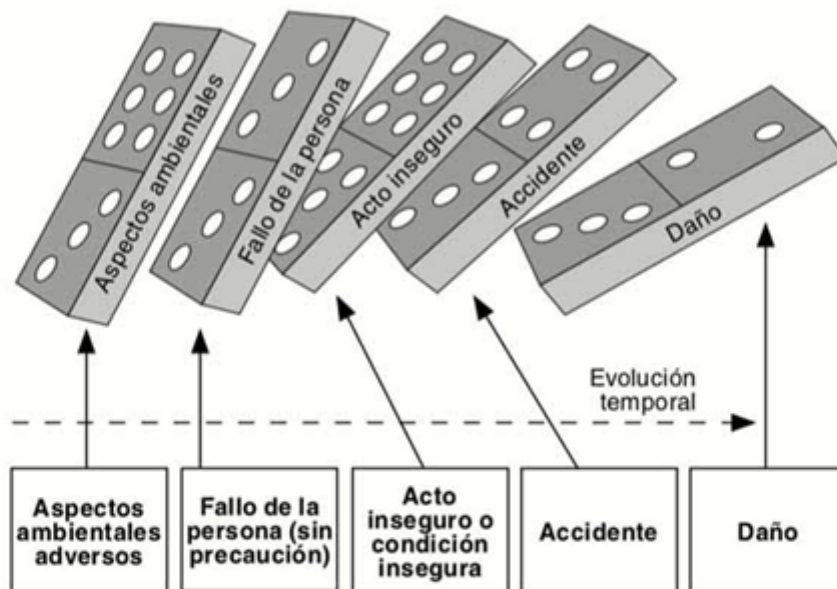 Aspectos ambientales
Fallo de la persona
Acto inseguro
Accidente
Daño
Evolución
temporal
Aspectos
ambientales
adversos
Fallo de la
persona (sin
precaución)
Acto
inseguro o
condición
insegura
Accidente
Daño